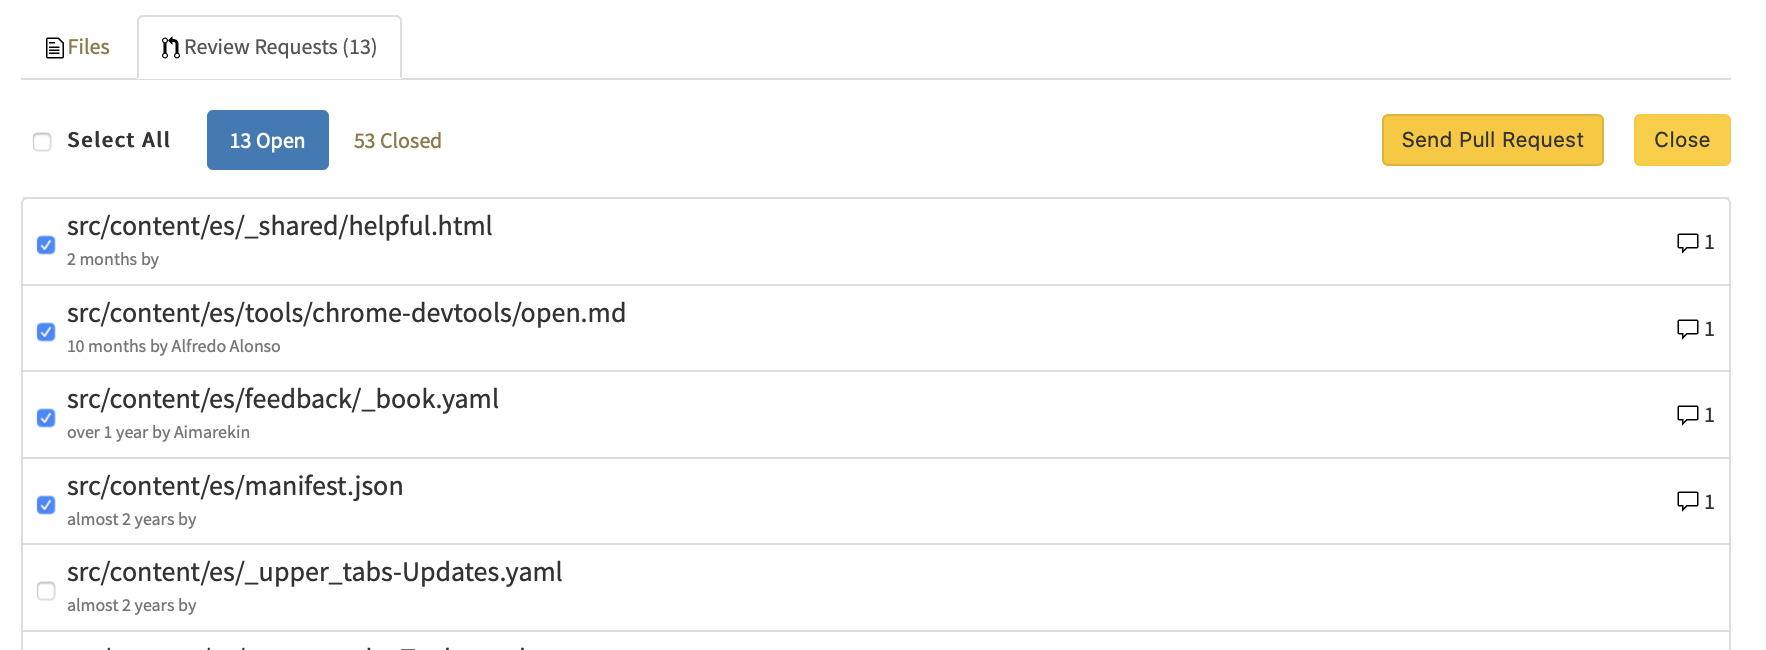 Files
Review Requests (13)
Select All
13 Open
53 Closed
Send Pull Request
Close
src/content/es/_shared/helpful.html
2 months by
1
src/content/es/tools/chrome-devtools/open.md
10 months by Alfredo Alonso
1
src/content/es/feedback/_book.yaml
over 1 year by Aimarekin
1
src/content/es/manifest.json
almost 2 years by
1
src/content/es/_upper_tabs-Updates.yaml
almost 2 years by